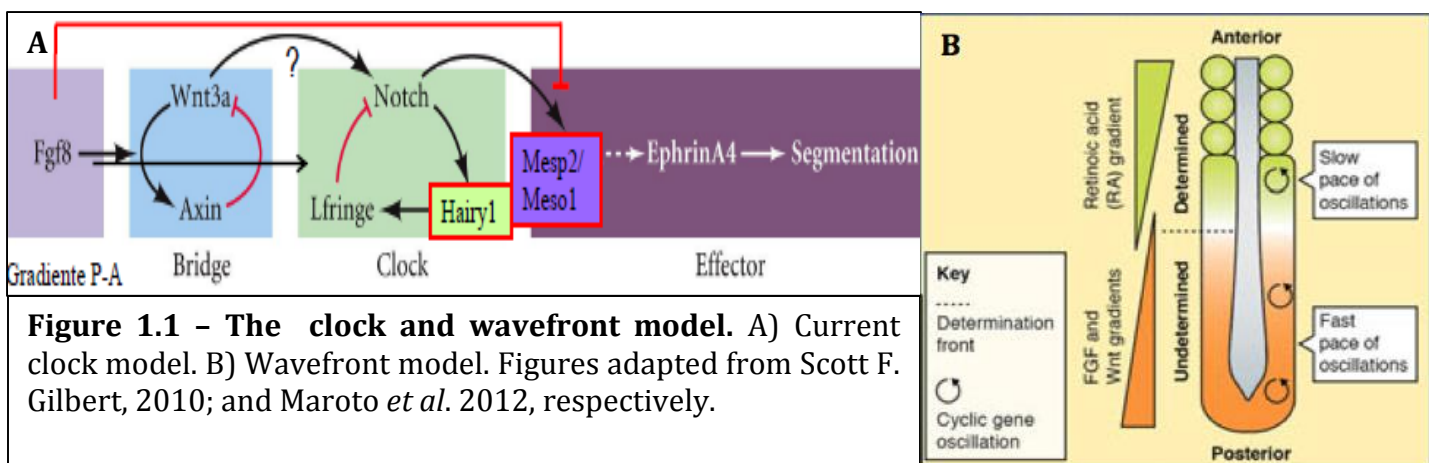 A
?
Wnt3a
Notch
Fgf8
Mesp2/
Meso1
EphrinA4
Segmentation
Axin
Lfringe
Hairy1
Gradiente P-A
Bridge
Clock
Effector
Figure 1.1 – The clock and wavefront model. A) Current
clock model. B) Wavefront model. Figures adapted from Scott F.
Gilbert, 2010; and Maroto et al. 2012, respectively.
B
Anterior
Retinoic acid
(RA) gradient
Determined
Slow
pace of
oscillations
FGF and
Wnt gradients
Undetermined
Fast
pace of
oscillations
Key
Determination
front
Cyclic gene
oscillation
Posterior